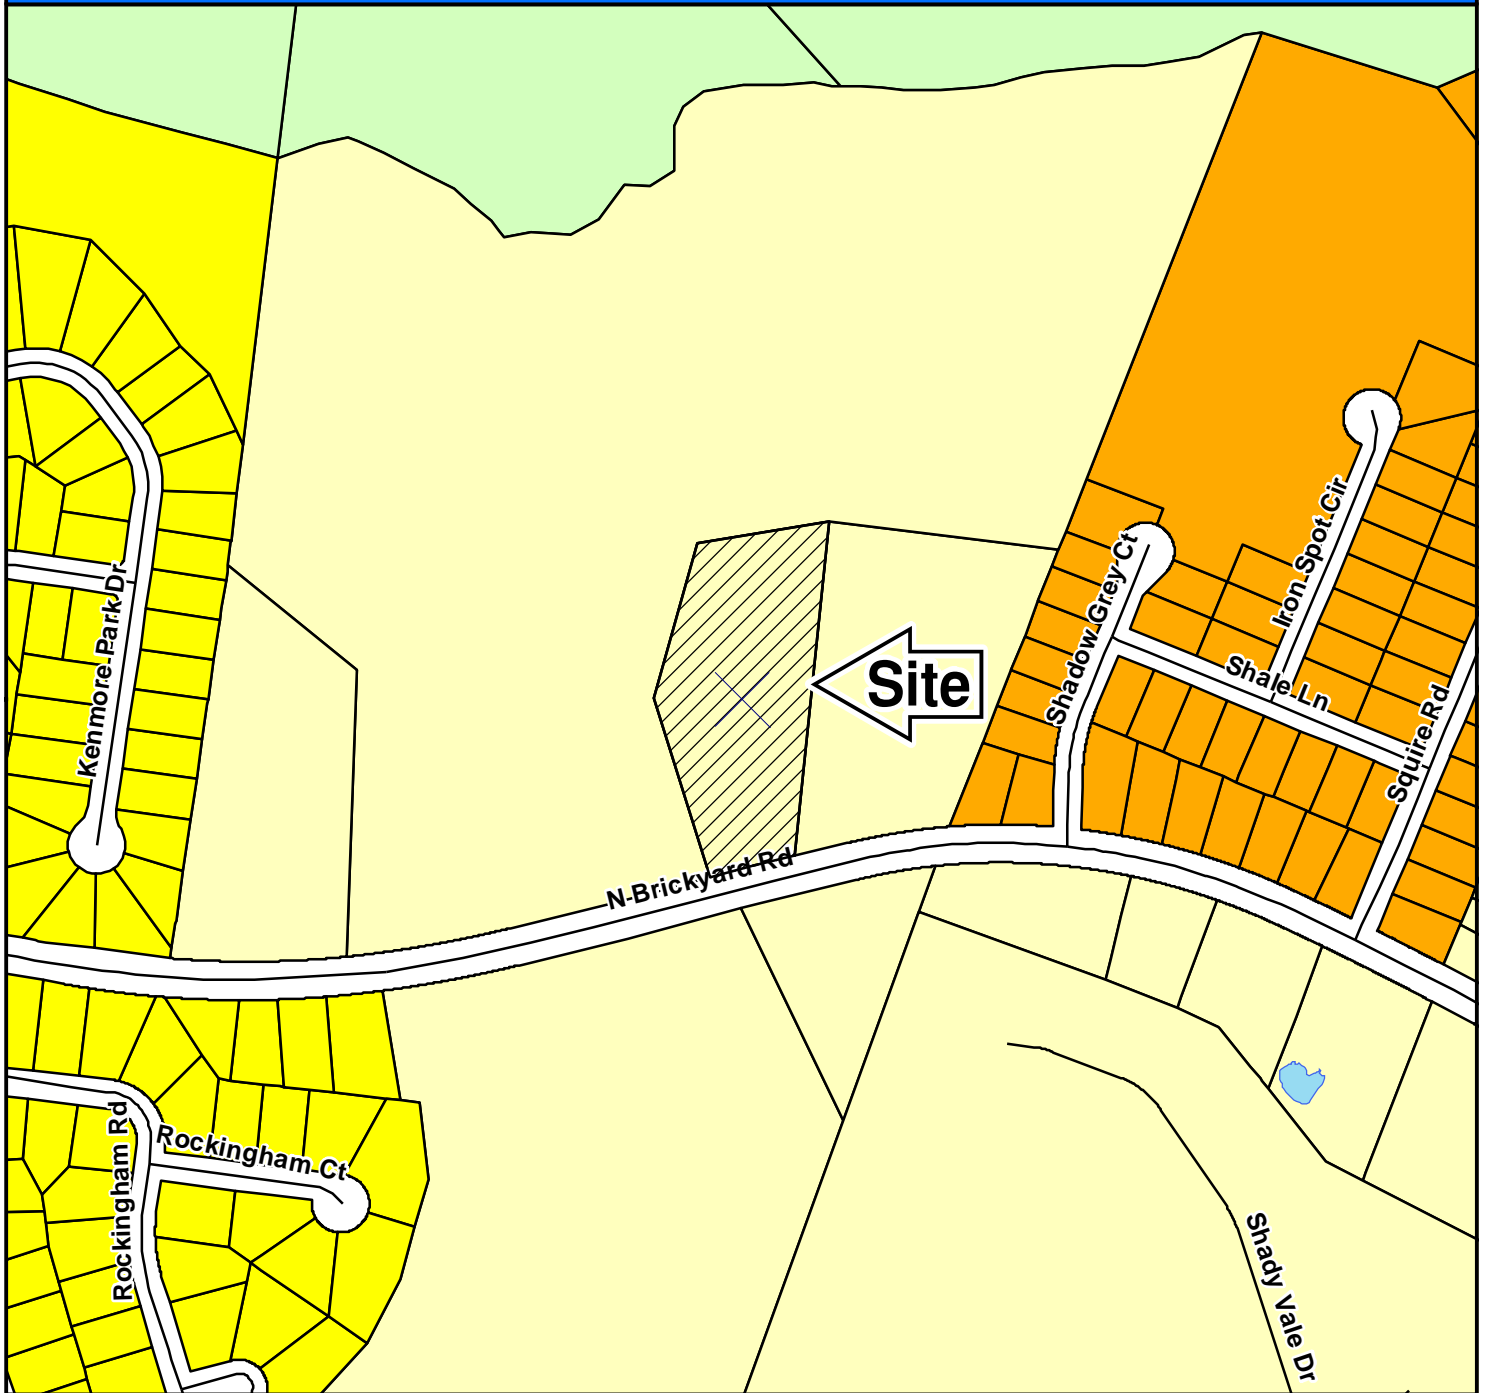 Kenmore Park Dr
Shadow Grey Ct
Iron Spot Cir
Shale Ln
Squire Rd
Site
N Brickyard Rd
Rockingham Rd
Rockingham Ct
Shady Vale Dr